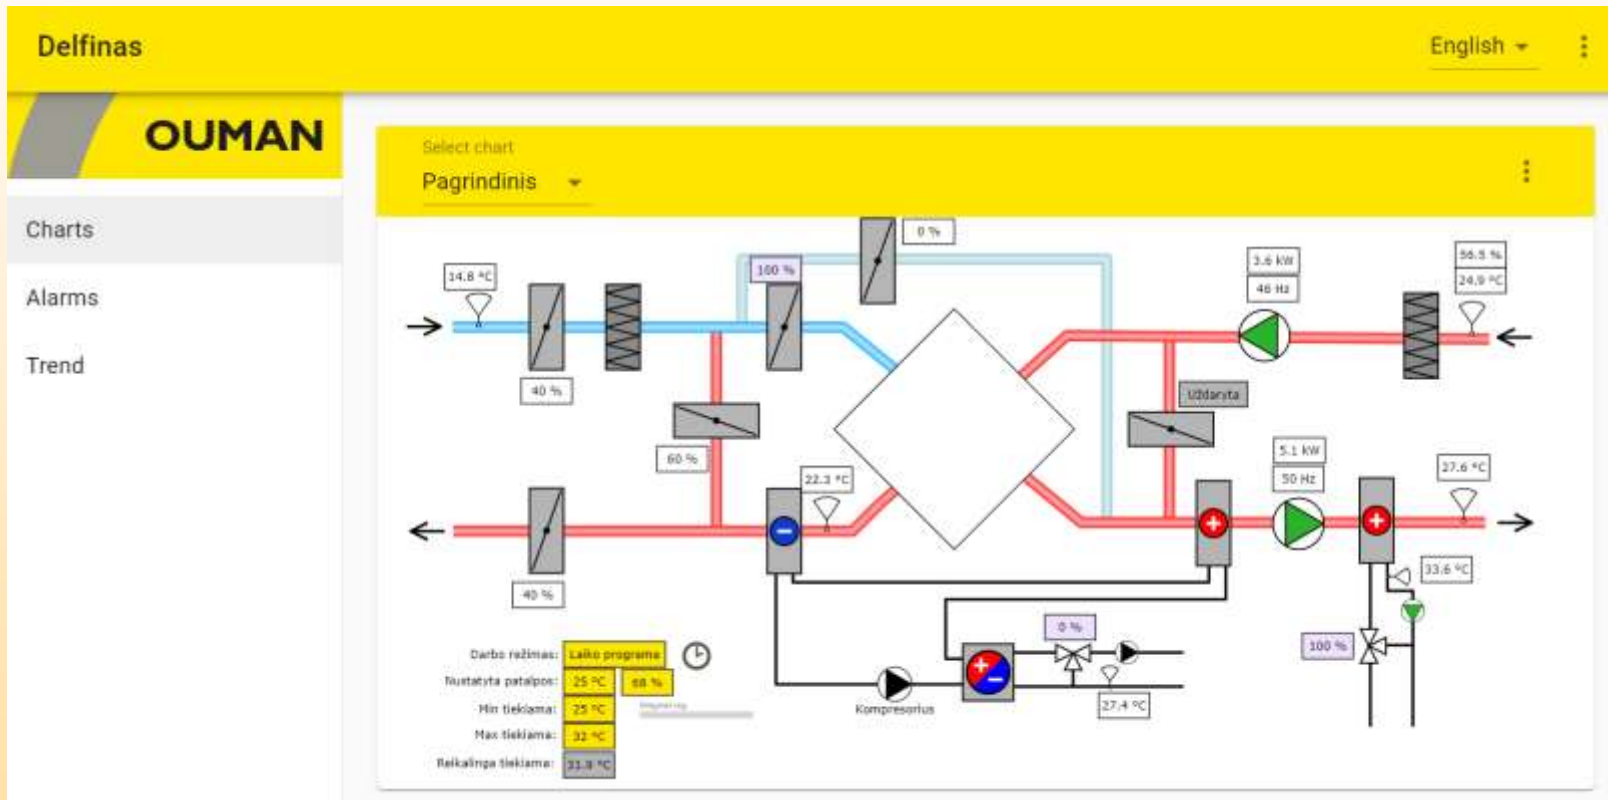 Delfinas
English
OUMAN
Charts
Alarms
Trend
Select chart
Pagrindinis
0 %
14.8 °C
100 %
3.6 kW
46 Hz
56.5 %
24.9 °C
40 %
Uždaryta
60 %
22.3 °C
5.1 kW
50 Hz
27.6 °C
40 %
33.6 °C
0 %
100 %
27.4 °C
Kompresorius
Darbo režimas: Laiko programa
Nustatyta patalpos: 25 °C 68 %
Min tiekiama: 25 °C
Max tiekiama: 32 °C
Reikalinga tiekiama: 31.9 °C